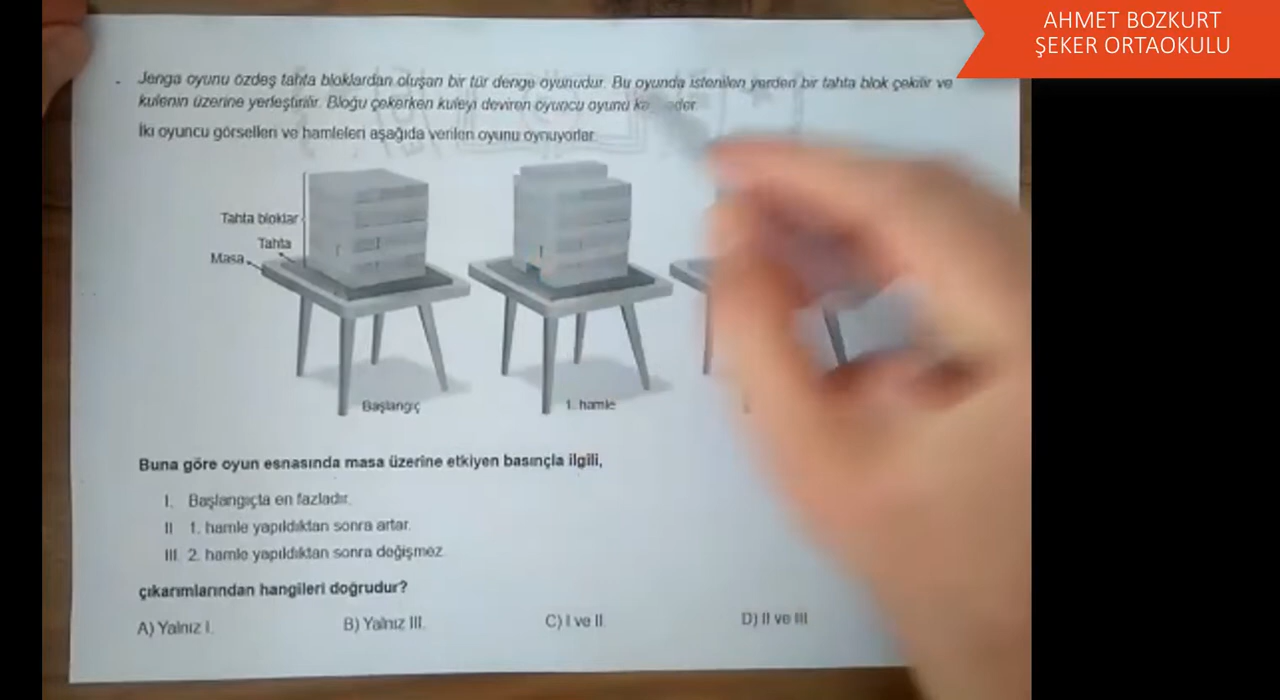 AHMET BOZKURT
ŞEKER ORTAOKULU
Jenga oyunu özdeş tahta bloklardan oluşan bir tür denge oyunudur. Bu oyunda istenilen yerden bir tahta blok çekilir ve
kulenin üzerine yerleştirilir. Bloğu çekerken kuleyi deviren oyuncu oyunu
İki oyuncu görselleri ve hamleleri aşağıda verilen oyunu oynuyorlar.
Tahta bloklar
Tahta
Masa
Başlangıç
1. hamle
Buna göre oyun esnasında masa üzerine etkiyen basınçla ilgili,
I. Başlangıçta en fazladır.
II. 1. hamle yapıldıktan sonra artar.
III. 2. hamle yapıldıktan sonra değişmez.
çıkarımlarından hangileri doğrudur?
A) Yalnız I. B) Yalnız III. C) I ve II. D) II ve III